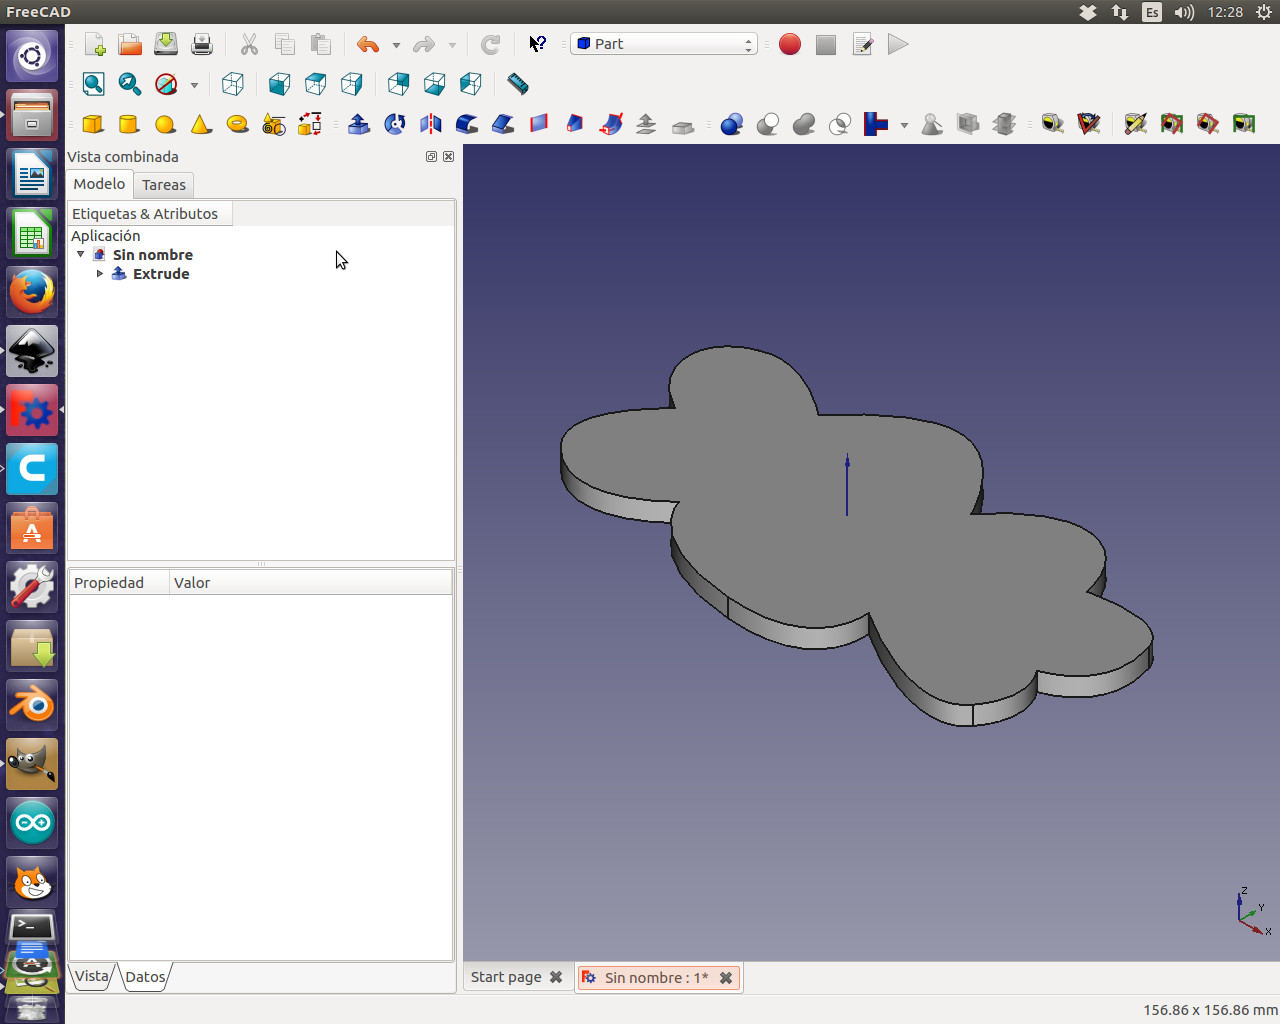 FreeCAD
Es
12:28
Part
Vista combinada
Modelo
Tareas
Etiquetas & Atributos
Aplicación
Sin nombre
Extrude
Propiedad
Valor
Vista
Datos
Z
Y
X
Start page
Sin nombre : 1*
156.86 x 156.86 mm